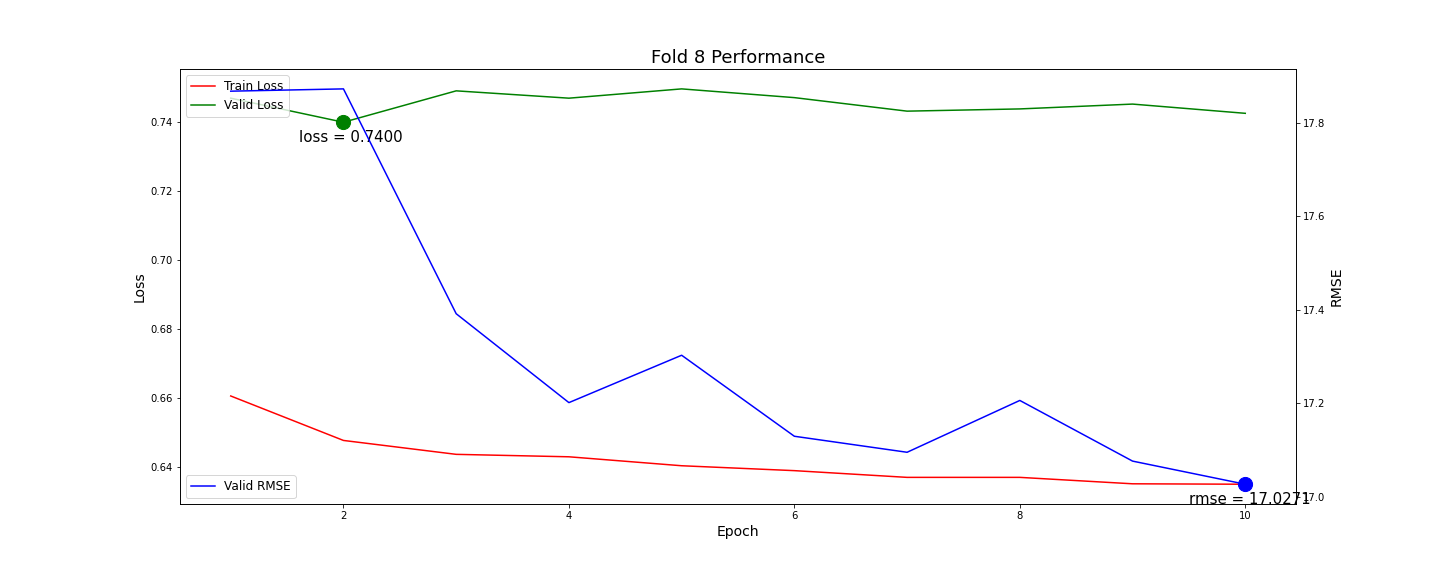 Fold 8 Performance
Train Loss
Valid Loss
loss = 0.7400
Valid RMSE
rmse = 17.0271
0.74
0.72
0.70
0.68
0.66
0.64
Loss
17.8
17.6
17.4
17.2
17.0
RMSE
2
4
6
8
10
Epoch